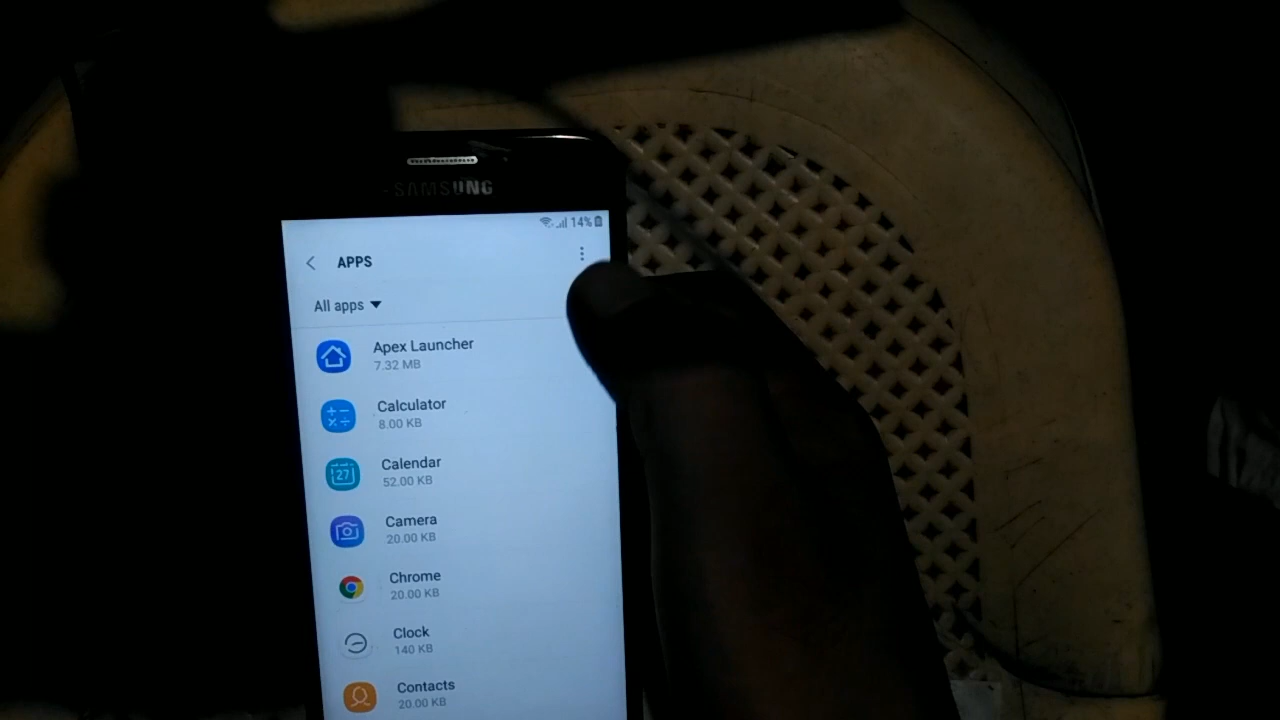 SAMSUNG
14%
APPS
All apps
Apex Launcher
7.32 MB
Calculator
8.00 KB
27
Calendar
52.00 KB
Camera
20.00 KB
Chrome
20.00 KB
Clock
140 KB
Contacts
20.00 KB